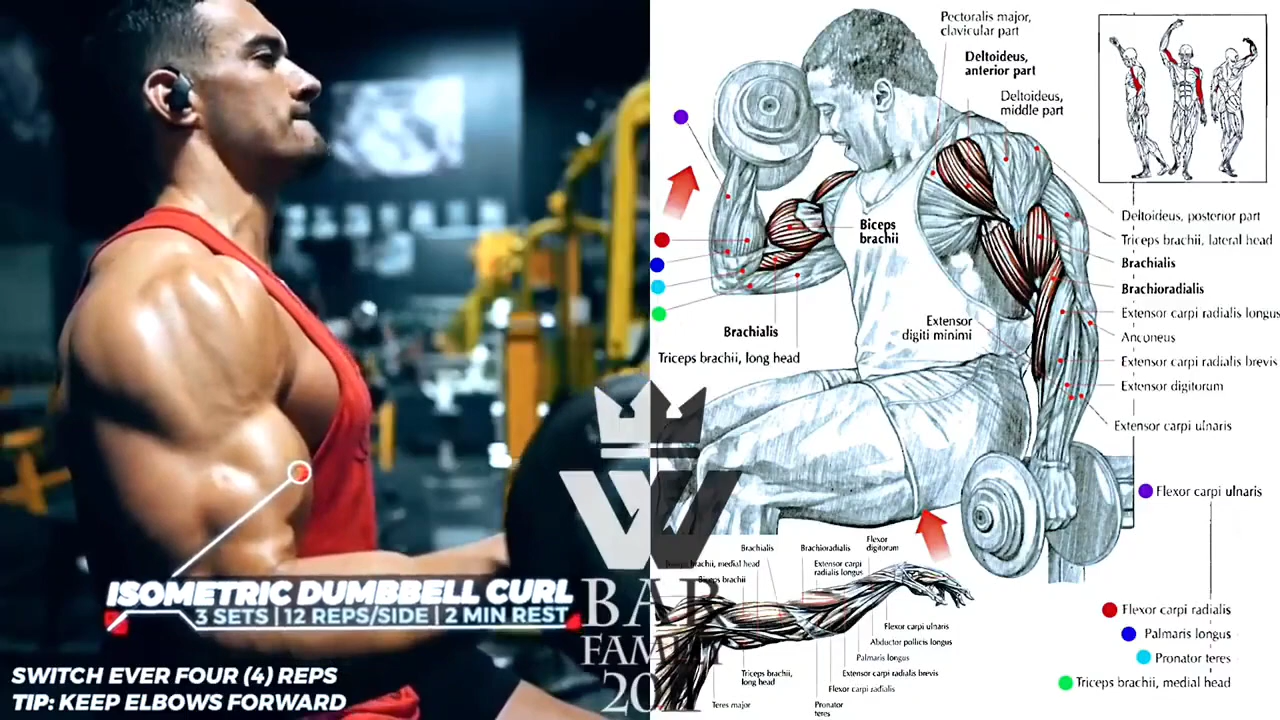 ISOMETRIC DUMBBELL CURL
3 SETS | 12 REPS/SIDE | 2 MIN REST
SWITCH EVER FOUR (4) REPS
TIP: KEEP ELBOWS FORWARD
Pectoralis major,
clavicular part
Deltoideus,
anterior part
Deltoideus,
middle part
Deltoideus, posterior part
Triceps brachii, lateral head
Brachialis
Brachioradialis
Extensor carpi radialis longus
Anconeus
Extensor carpi radialis brevis
Extensor digitorum
Extensor carpi ulnaris
Biceps
brachii
Extensor
digiti minimi
Brachialis
Triceps brachii, long head
Flexor carpi ulnaris
Flexor carpi radialis
Palmaris longus
Pronator teres
Triceps brachii, medial head
W
BAR
FAMILY
Brachialis
Brachioradialis
Flexor
digitorum
brachii, medial head
Biceps brachii
Extensor carpi
radialis longus
Flexor carpi ulnaris
Abductor pollicis longus
Palmaris longus
Extensor carpi radialis brevis
Flexor carpi radialis
Triceps brachii,
long head
Teres major
Pronator
teres